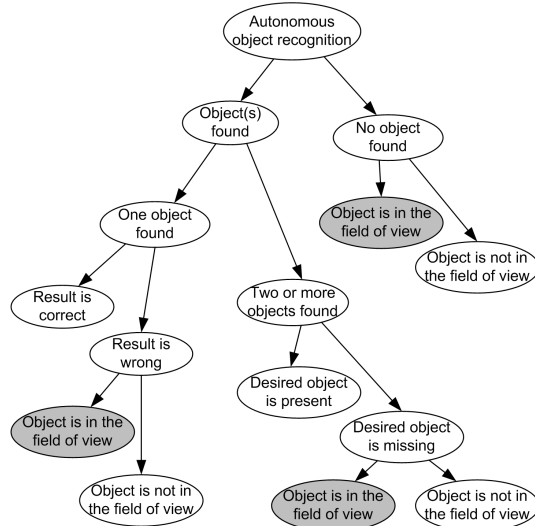 Autonomous
object recognition
Object(s)
found
No object
found
Object is in the
field of view
One object
found
Object is not in
the field of view
Result is
correct
Two or more
objects found
Result is
wrong
Desired object
is present
Object is in the
field of view
Desired object
is missing
Object is not in
the field of view
Object is in the
field of view
Object is not in
the field of view